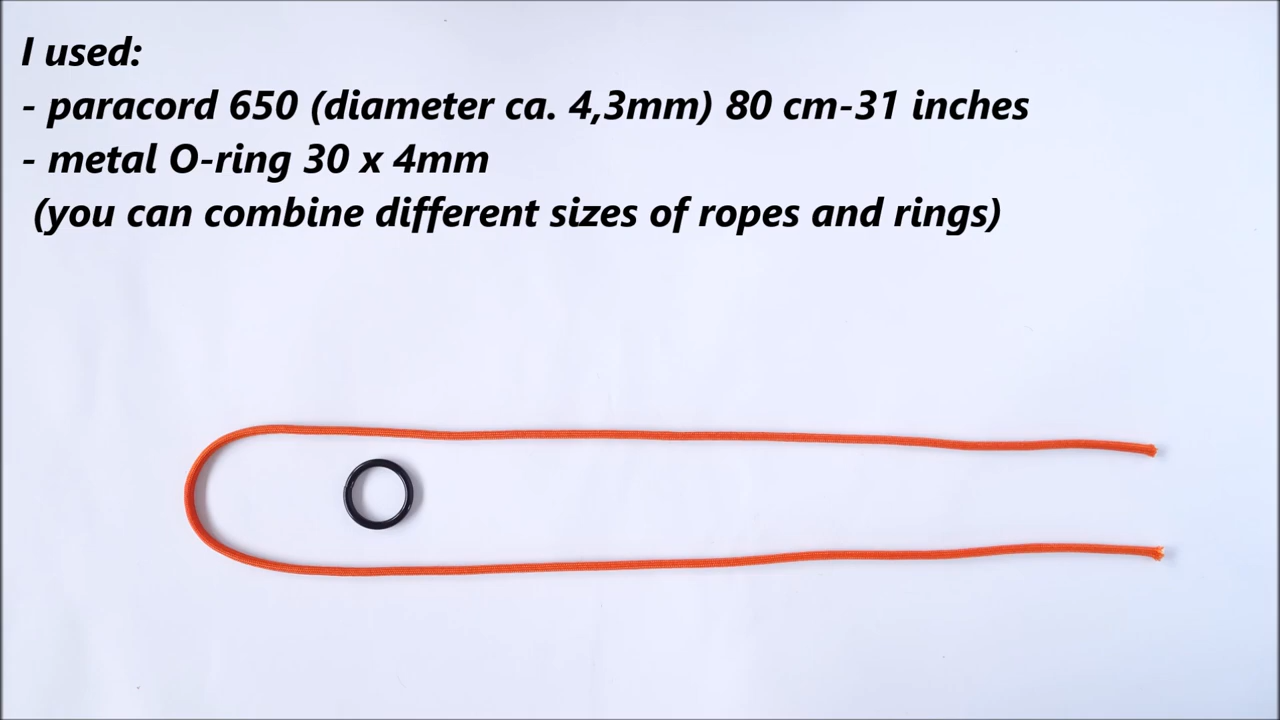 I used:
- paracord 650 (diameter ca. 4,3mm) 80 cm-31 inches
- metal O-ring 30 x 4mm
(you can combine different sizes of ropes and rings)